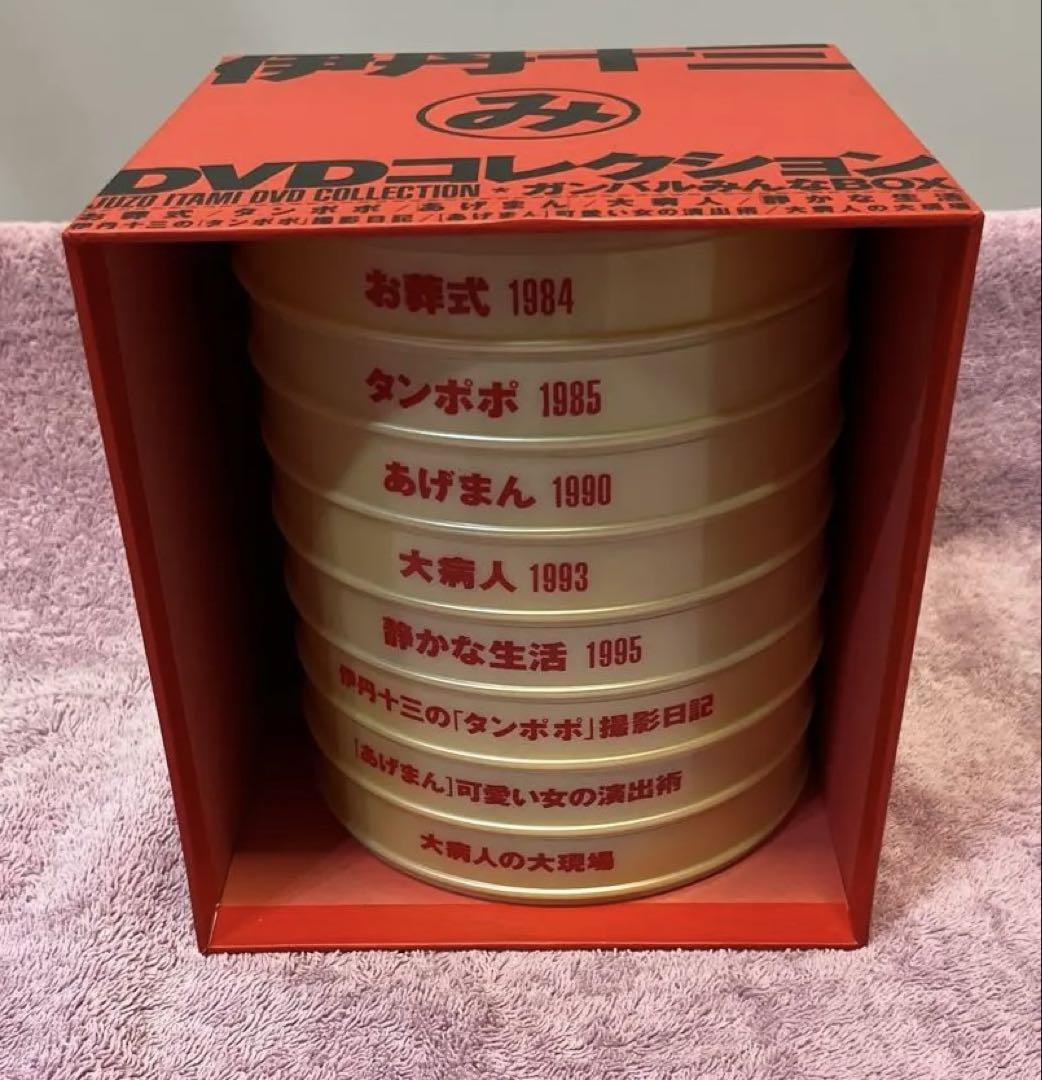 伊丹十三
み
DVDコレクション
JUZO ITAMI DVD COLLECTION ★ ガンバルみんなBOX
お葬式/タンポポ/あげまん/大病人/静かな生活
伊丹十三の「タンポポ」撮影日記/[あげまん]可愛い女の演出術/大病人の大現場
お葬式 1984
タンポポ 1985
あげまん 1990
大病人 1993
静かな生活 1995
伊丹十三の「タンポポ」撮影日記
[あげまん]可愛い女の演出術
大病人の大現場